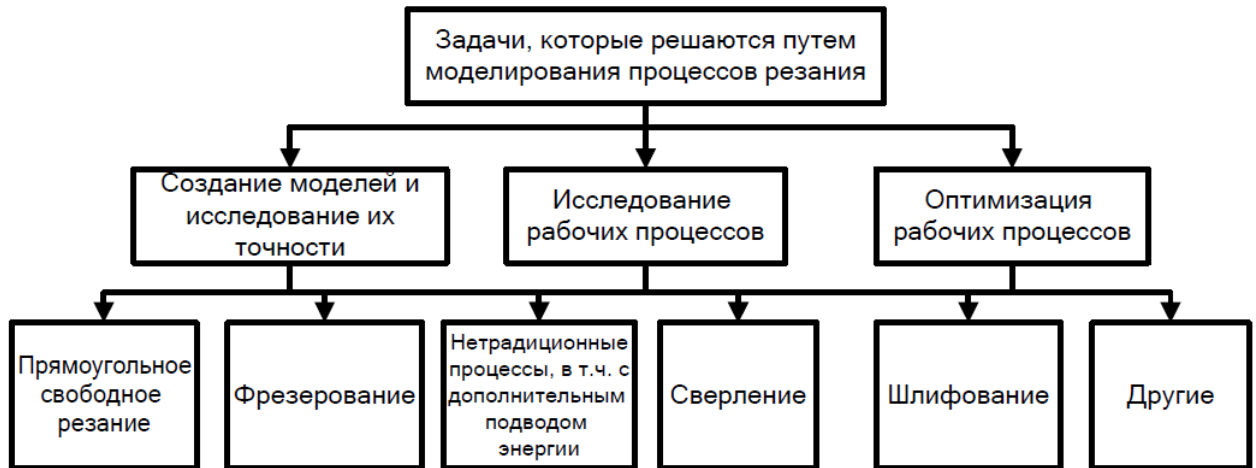 Задачи, которые решаются путем
моделирования процессов резания
Создание моделей и
исследование их
точности
Исследование
рабочих процессов
Оптимизация
рабочих процессов
Прямоугольное
свободное
резание
Фрезерование
Нетрадиционные
процессы, в т.ч. с
дополнительным
подводом
энергии
Сверление
Шлифование
Другие